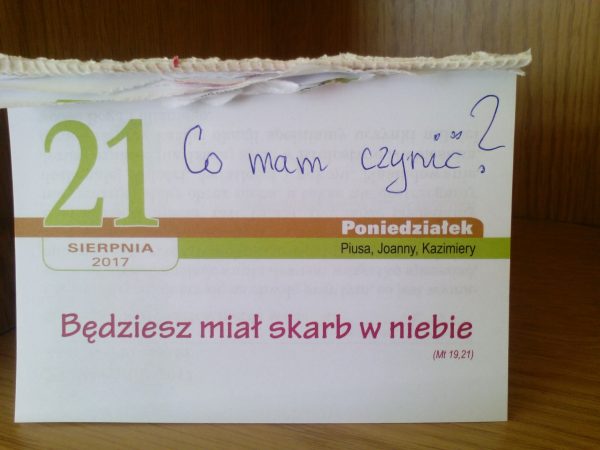 21 Co mam czynić?
Poniedziałek
SIERPNIA Piusa, Joanny, Kazimiery
2017
Będziesz miał skarb w niebie
(Mt 19,21)